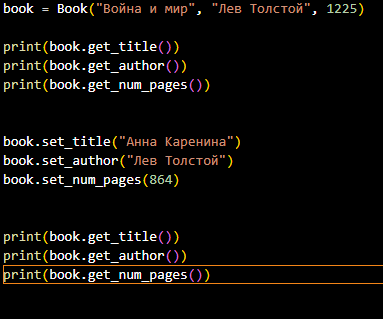 book = Book("Война и мир", "Лев Толстой", 1225)
print(book.get_title())
print(book.get_author())
print(book.get_num_pages())
book.set_title("Анна Каренина")
book.set_author("Лев Толстой")
book.set_num_pages(864)
print(book.get_title())
print(book.get_author())
print(book.get_num_pages())